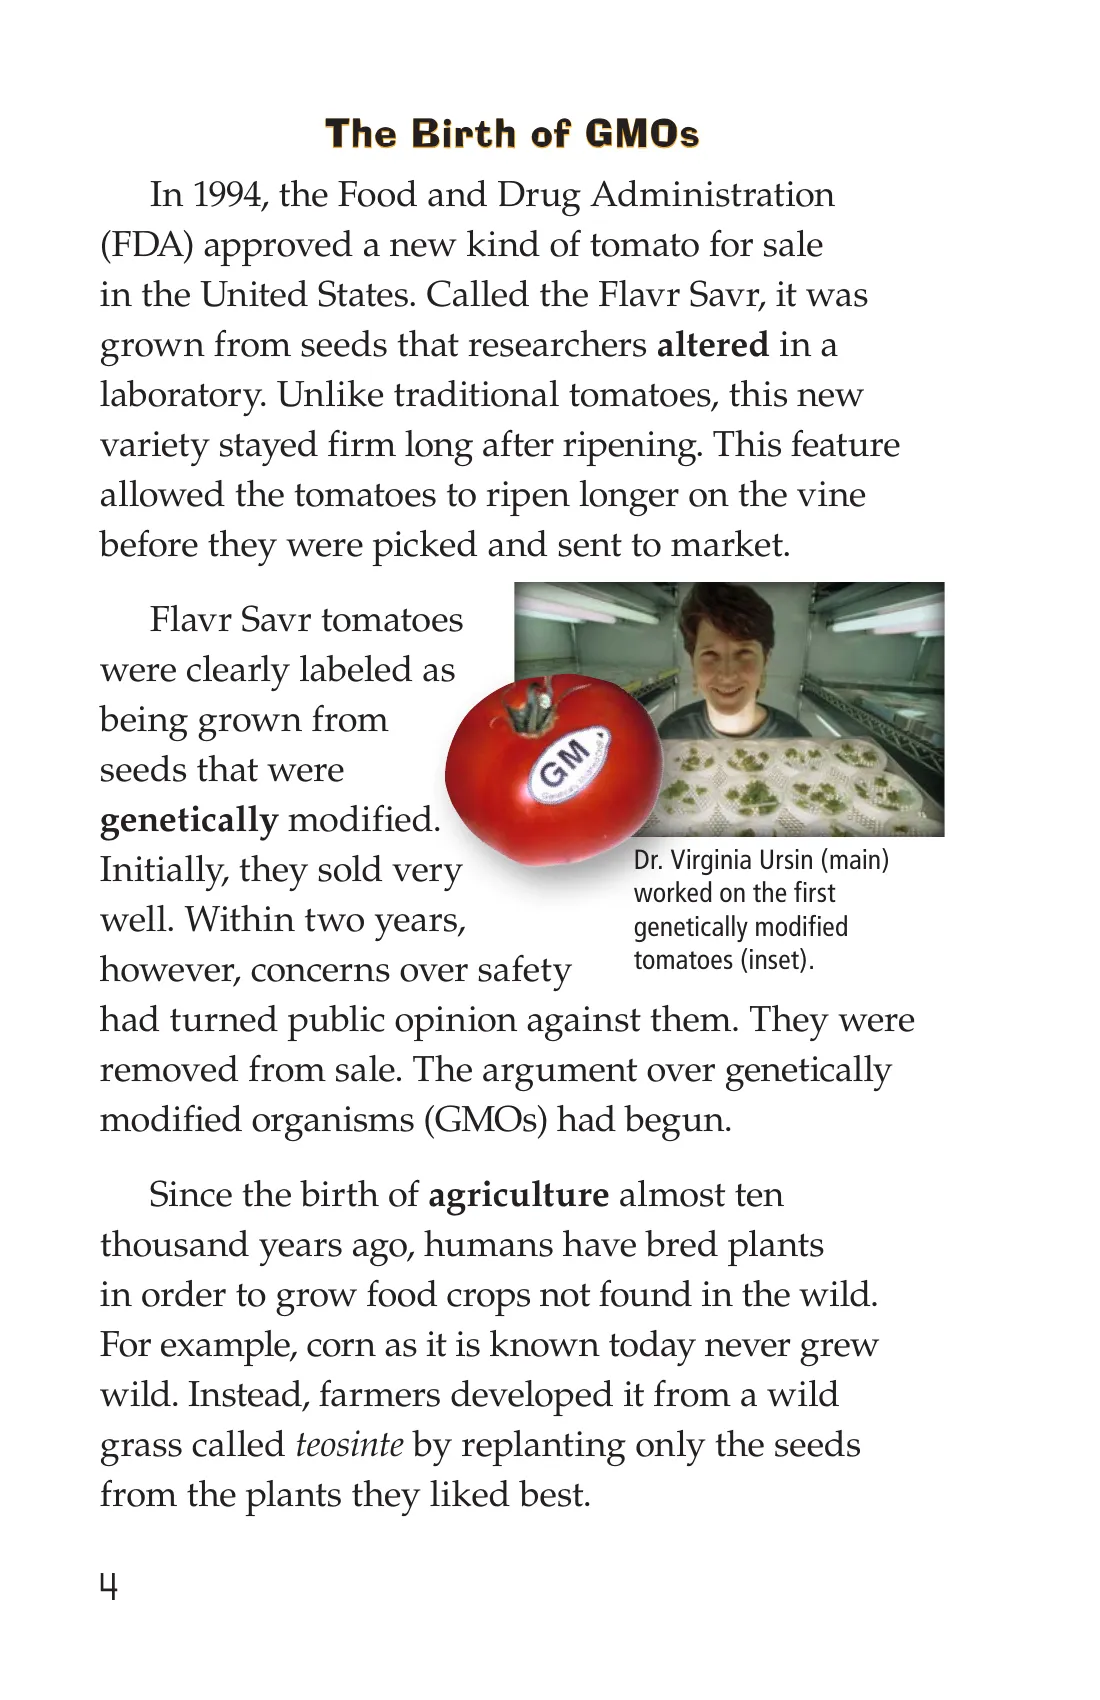 The Birth of GMOs
In 1994, the Food and Drug Administration
(FDA) approved a new kind of tomato for sale
in the United States. Called the Flavr Savr, it was
grown from seeds that researchers altered in a
laboratory. Unlike traditional tomatoes, this new
variety stayed firm long after ripening. This feature
allowed the tomatoes to ripen longer on the vine
before they were picked and sent to market.
Flavr Savr tomatoes
were clearly labeled as
being grown from
seeds that were
genetically modified.
Initially, they sold very
well. Within two years,
however, concerns over safety
had turned public opinion against them. They were
removed from sale. The argument over genetically
modified organisms (GMOs) had begun.
GM
Dr. Virginia Ursin (main)
worked on the first
genetically modified
tomatoes (inset).
Since the birth of agriculture almost ten
thousand years ago, humans have bred plants
in order to grow food crops not found in the wild.
For example, corn as it is known today never grew
wild. Instead, farmers developed it from a wild
grass called teosinte by replanting only the seeds
from the plants they liked best.
4